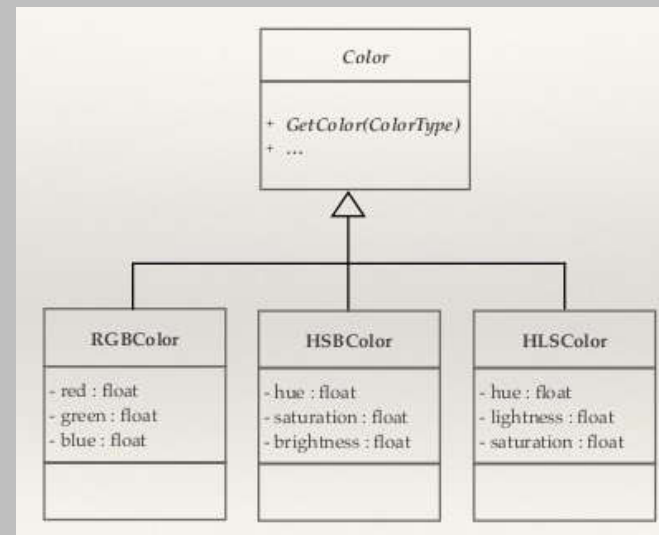 Color
+ GetColor(ColorType)
+ ...
RGBColor
- red : float
- green : float
- blue : float
HSBColor
- hue : float
- saturation : float
- brightness : float
HLSColor
- hue : float
- lightness : float
- saturation : float